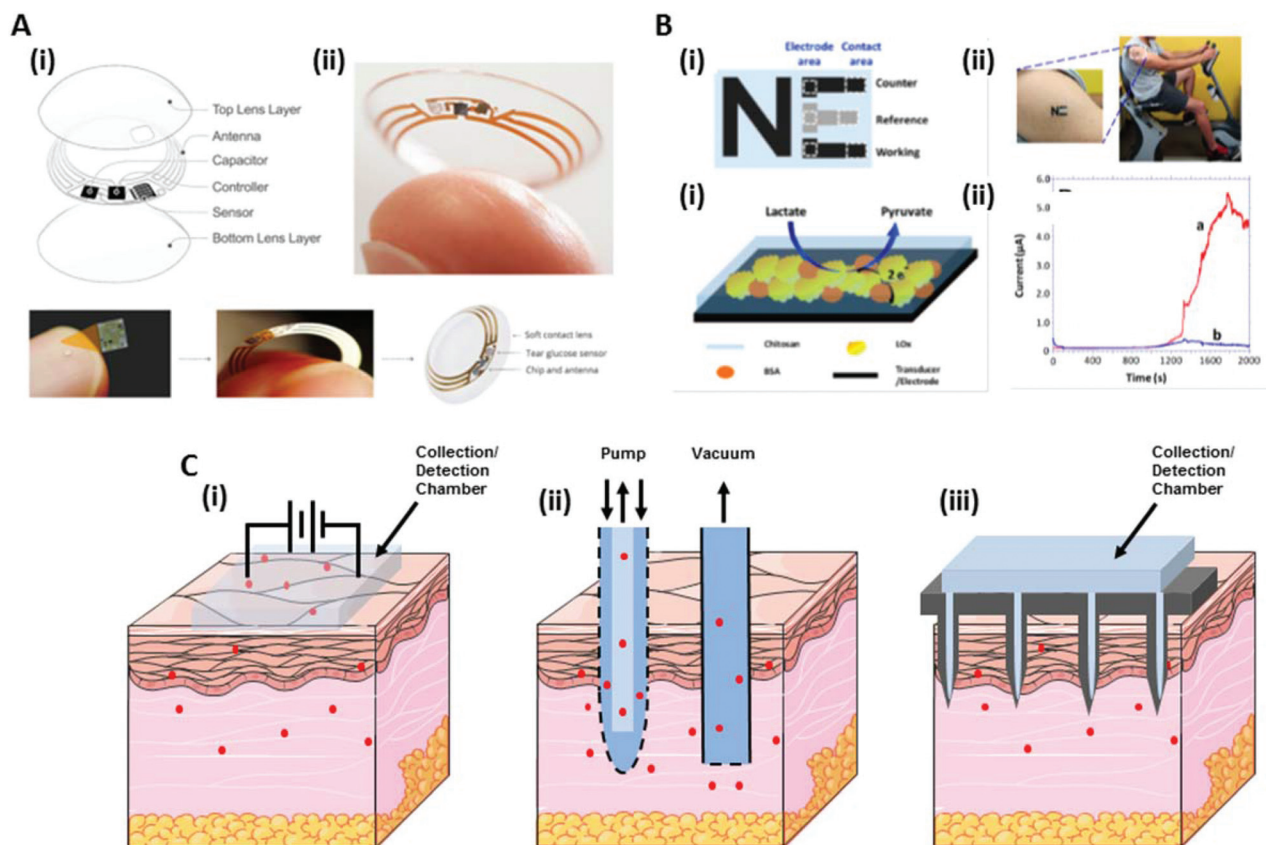 A
(i)
Top Lens Layer
Antenna
Capacitor
Controller
Sensor
Bottom Lens Layer
(ii)
Soft contact lens
Tear glucose sensor
Chip and antenna
B
(i)
Electrode area
Contact area
N
Counter
Reference
Working
(ii)
N
(i)
Lactate
Pyruvate
2 e
Chitosan
LOx
BSA
Transducer
/Electrode
(ii)
6.0
5.0
4.0
3.0
2.0
1.0
0
0
400
800
1200
1600
2000
Current (µA)
Time (s)
a
b
C
(i)
Collection/
Detection
Chamber
(ii)
Pump
Vacuum
(iii)
Collection/
Detection
Chamber